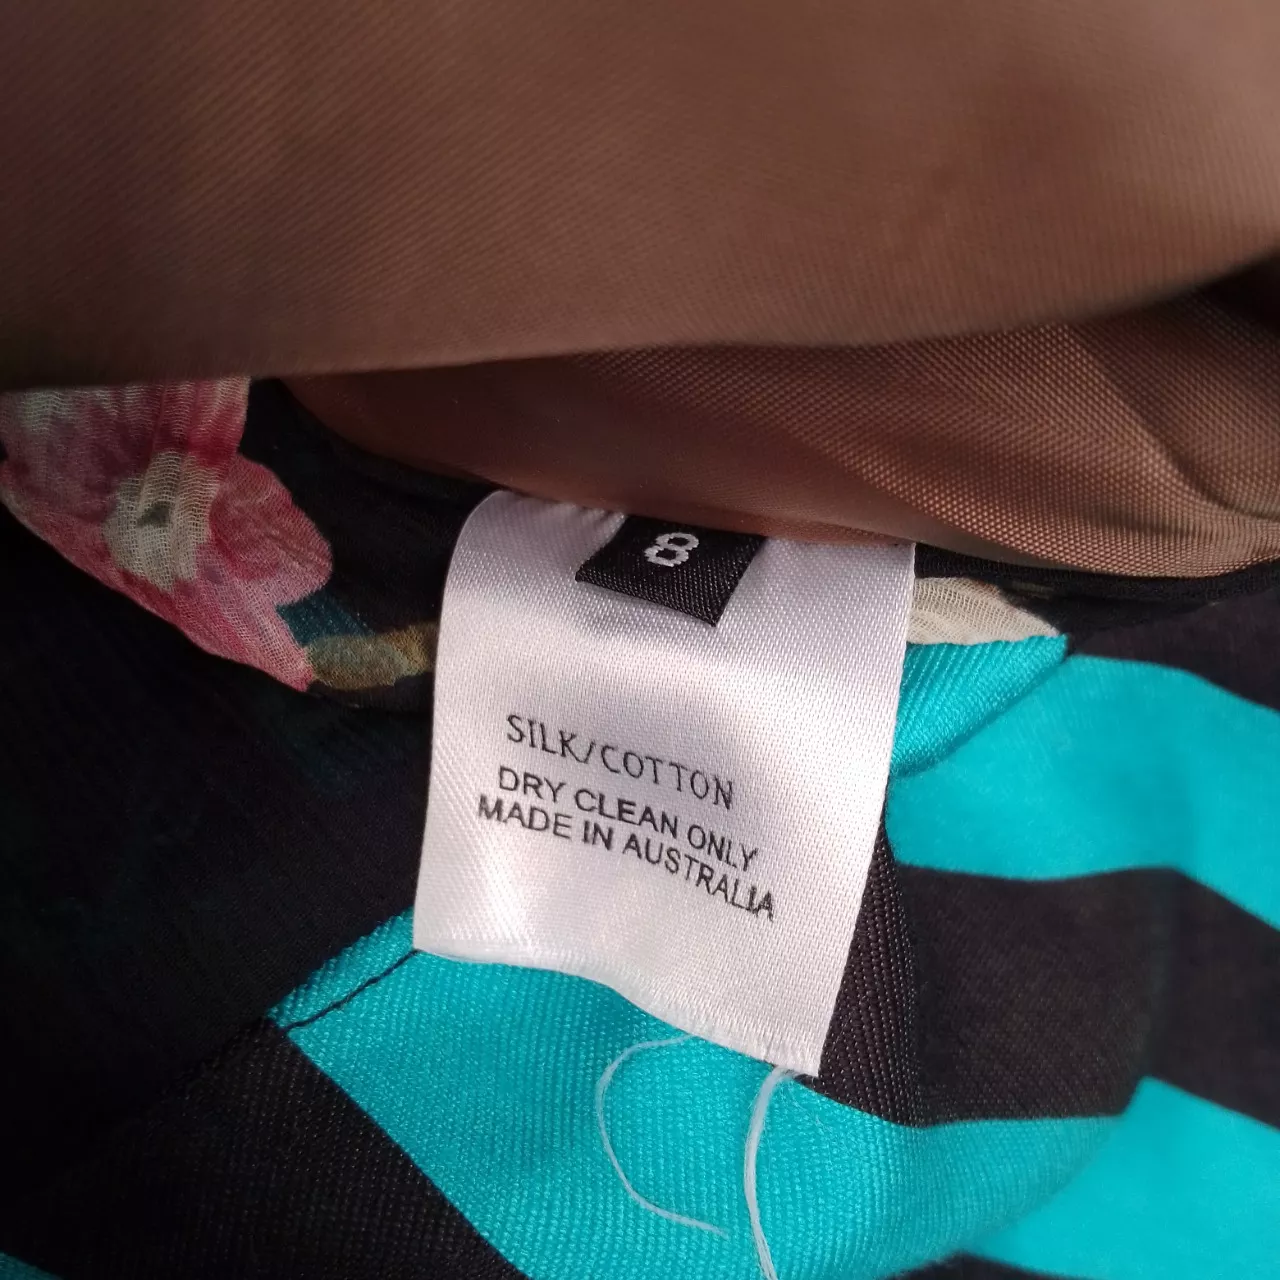 8
SILK/COTTON
DRY CLEAN ONLY
MADE IN AUSTRALIA